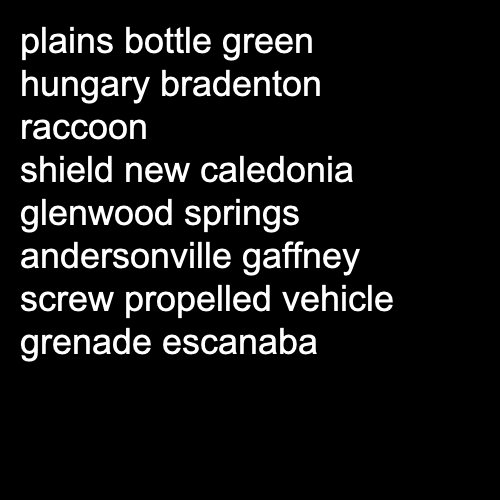 plains bottle green
hungary bradenton
raccoon
shield new caledonia
glenwood springs
andersonville gaffney
screw propelled vehicle
grenade escanaba